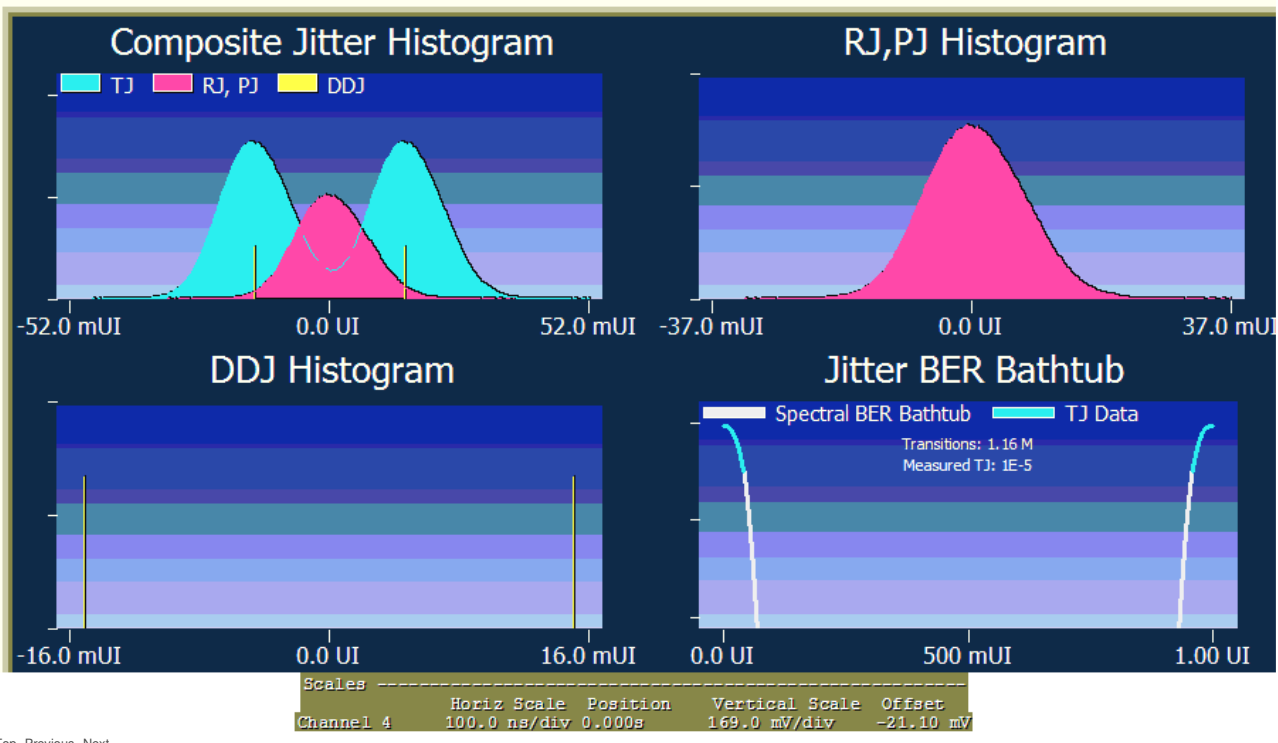 Composite Jitter Histogram
RJ,PJ Histogram
TJ RJ, PJ DDJ
-52.0 mUI 0.0 UI 52.0 mUI
-37.0 mUI 0.0 UI 37.0 mUI
DDJ Histogram
Jitter BER Bathtub
Spectral BER Bathtub TJ Data
Transitions: 1.16 M
Measured TJ: 1E-5
-16.0 mUI 0.0 UI 16.0 mUI
0.0 UI 500 mUI 1.00 UI
Scales
Horiz Scale Position Vertical Scale Offset
Channel 4 100.0 ns/div 0.000s 169.0 mV/div -21.10 mV
Previous Next